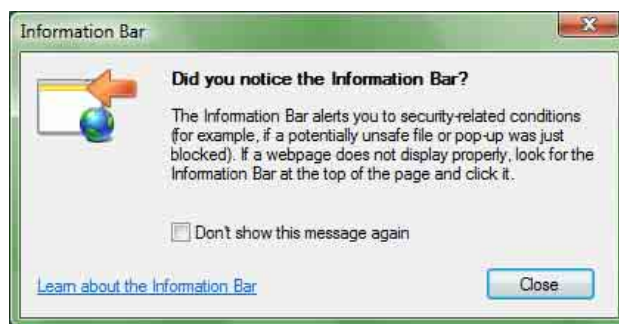 Information Bar
Did you notice the Information Bar?
The Information Bar alerts you to security-related conditions
(for example, if a potentially unsafe file or pop-up was just
blocked). If a webpage does not display properly, look for the
Information Bar at the top of the page and click it.
Don't show this message again
Learn about the Information Bar
Close